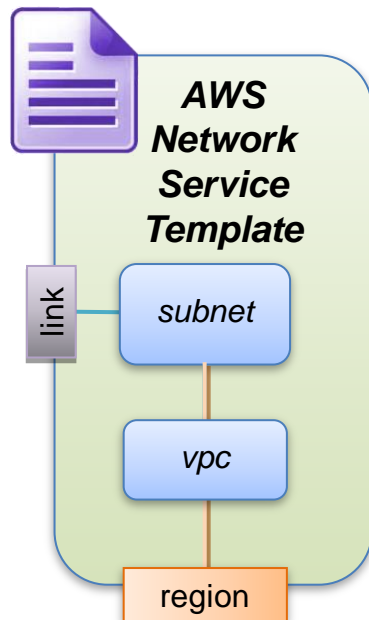 AWS
Network
Service
Template
link
subnet
vpc
region